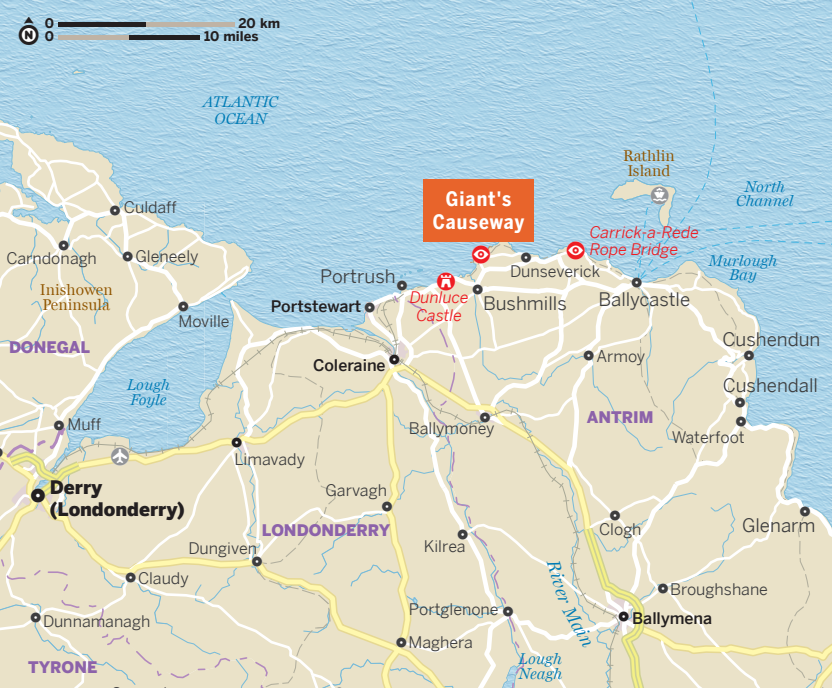 0 20 km
N
0 10 miles
ATLANTIC
OCEAN
Rathlin
Island
North
Channel
Giant's
Causeway
Culdaff
Carrick-a-Rede
Rope Bridge
Carndonagh
Gleneely
Murlough
Bay
Dunseverick
Portrush
Inishowen
Peninsula
Dunluce
Castle
Bushmills
Ballycastle
Portstewart
Moville
DONEGAL
Cushendun
Coleraine
Armoy
Lough
Foyle
Cushendall
ANTRIM
Muff
Ballymoney
Waterfoot
Limavady
Derry
(Londonderry)
Garvagh
LONDONDERRY
Clogh
Glenarm
Dungiven
Kilrea
Claudy
River Main
Broughshane
Portglenone
Dunnamanagh
Ballymena
Maghera
TYRONE
Lough
Neagh